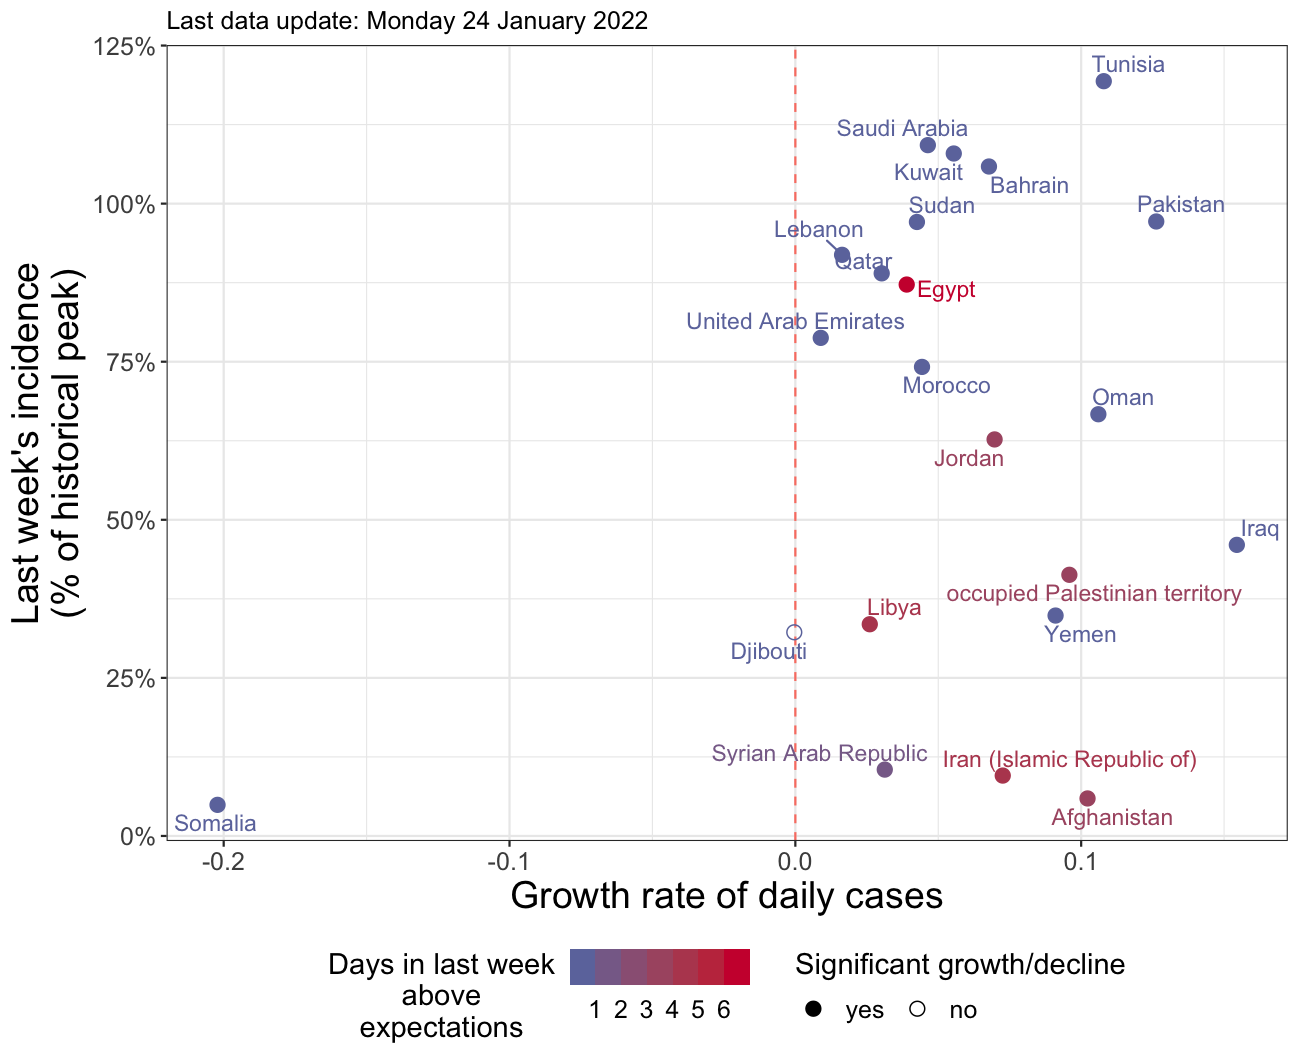 Last data update: Monday 24 January 2022
125%
100%
75%
50%
25%
0%
Last week's incidence
(% of historical peak)
Tunisia
Saudi Arabia
Kuwait
Bahrain
Pakistan
Sudan
Lebanon
Qatar
Egypt
United Arab Emirates
Morocco
Oman
Jordan
Iraq
occupied Palestinian territory
Libya
Yemen
Djibouti
Syrian Arab Republic
Iran (Islamic Republic of)
Afghanistan
Somalia
-0.2 -0.1 0.0 0.1
Growth rate of daily cases
Days in last week
above
expectations
1 2 3 4 5 6
Significant growth/decline
yes no